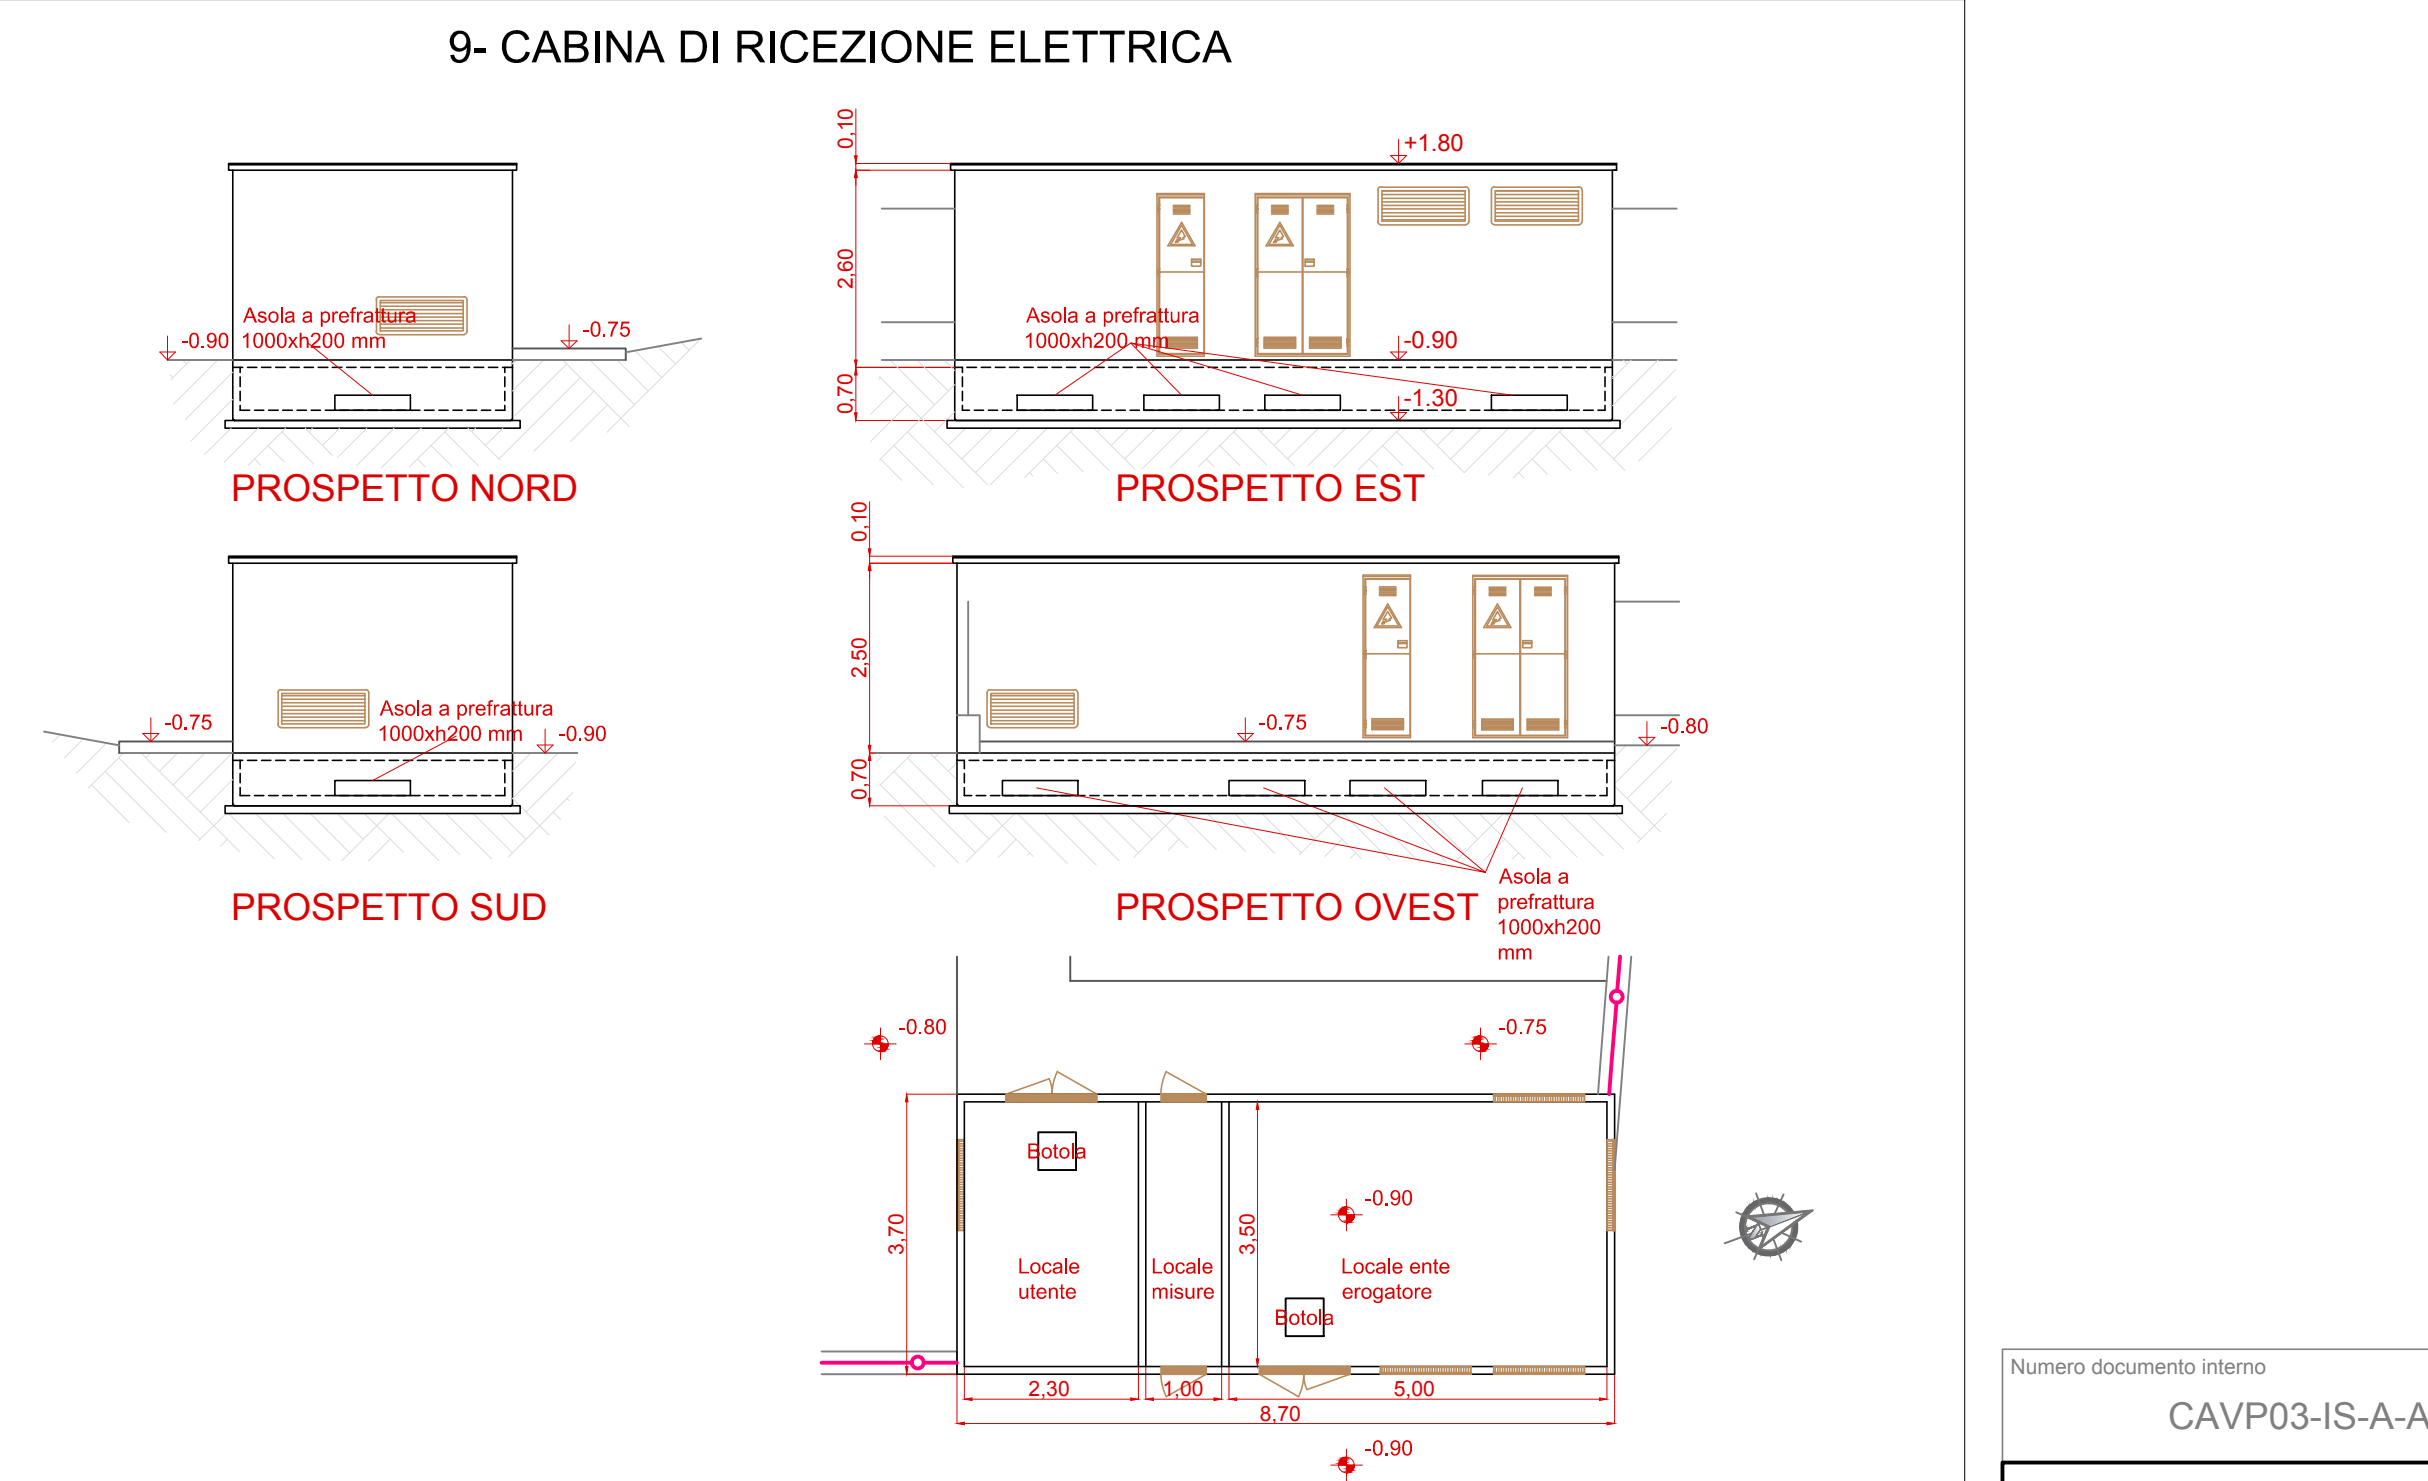 9- CABINA DI RICEZIONE ELETTRICA
0,10
+1.80
2,60
Asola a prefrattura
1000xh200 mm
-0.90
-0.75
Asola a prefrattura
1000xh200 mm
-0.90
0,70
-1.30
PROSPETTO NORD
PROSPETTO EST
0,10
2,50
Asola a prefrattura
1000xh200 mm
-0.75
-0.90
-0.75
-0.80
0,70
PROSPETTO SUD
PROSPETTO OVEST
Asola a
prefrattura
1000xh200
mm
-0.80
-0.75
Botola
3,70
3,50
-0.90
Locale
utente
Locale
misure
Locale ente
erogatore
Botola
2,30
1,00
5,00
8,70
-0.90
Numero documento interno
CAVP03-IS-A-A